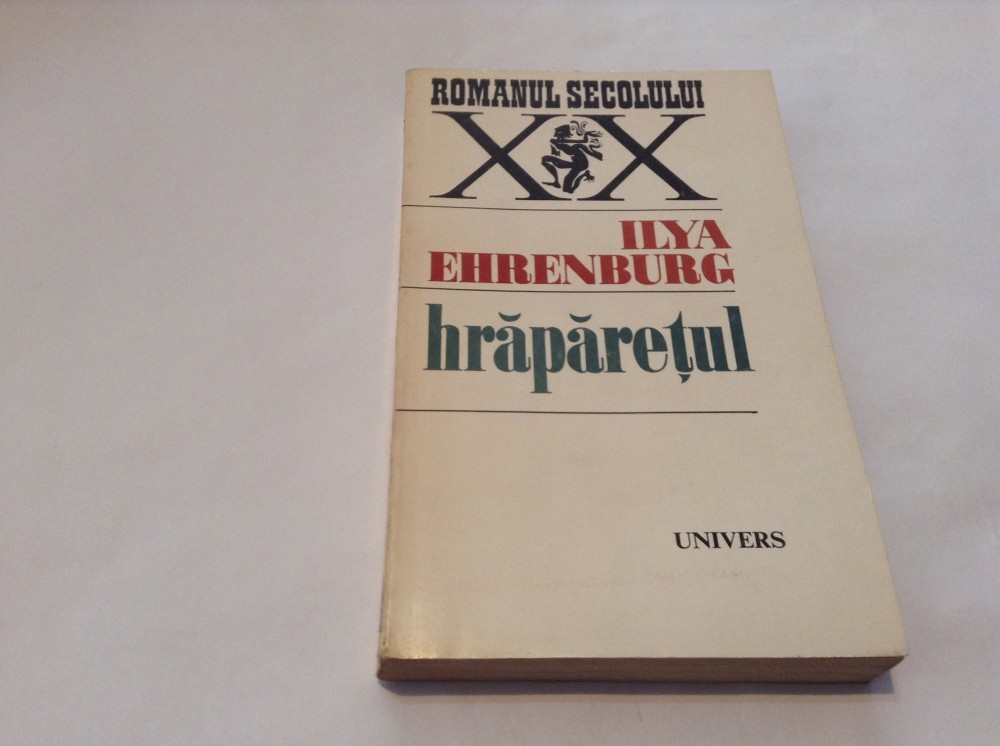 ROMANUL SECOLULUI
XX
ILYA
EHRENBURG
hrăpărețul
UNIVERS